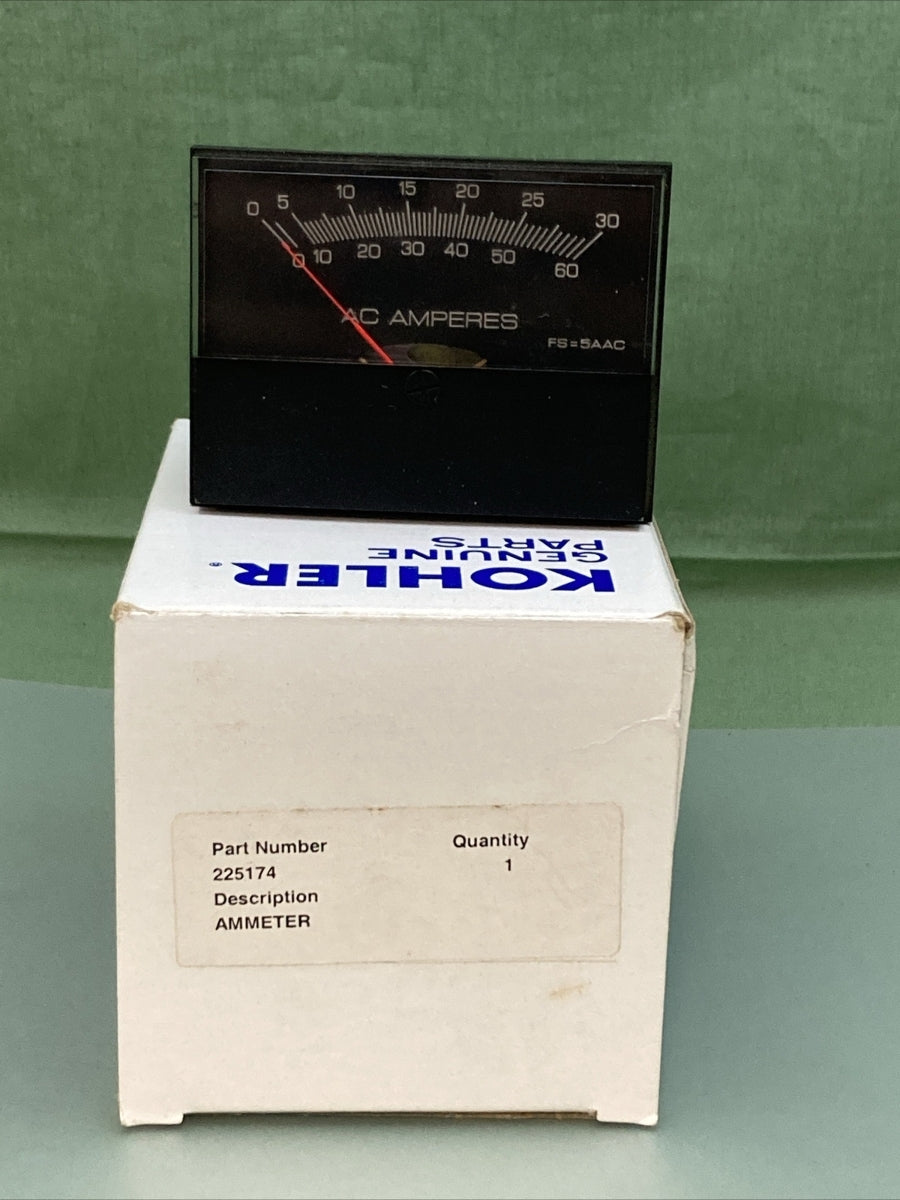 0 5 10 15 20 25 30
0 10 20 30 40 50 60
AC AMPERES
FS=5AAC
KOHLER®
GENUINE
PARTS
Part Number Quantity
225174 1
Description
AMMETER